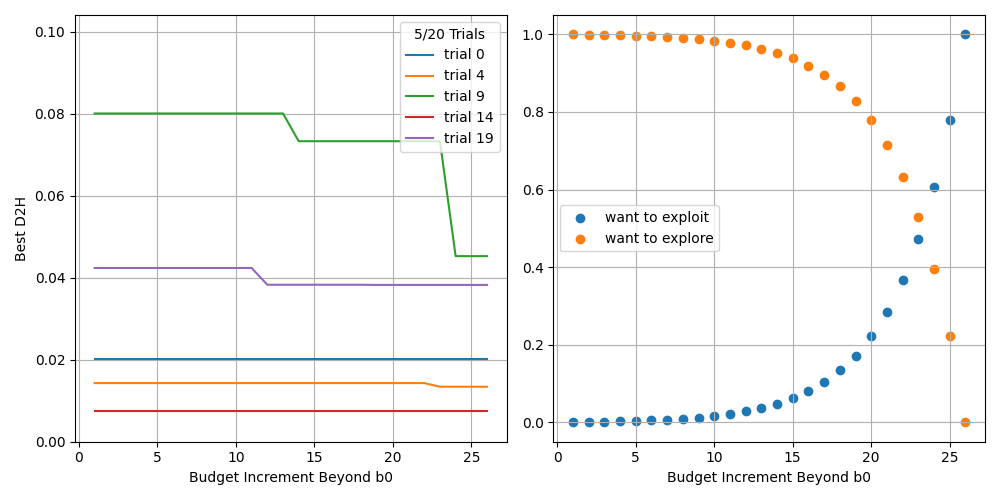 0.10
0.08
0.06
0.04
0.02
0.00
Best D2H
0
5
10
15
20
25
Budget Increment Beyond b0
5/20 Trials
trial 0
trial 4
trial 9
trial 14
trial 19
1.0
0.8
0.6
0.4
0.2
0.0
0
5
10
15
20
25
Budget Increment Beyond b0
want to exploit
want to explore